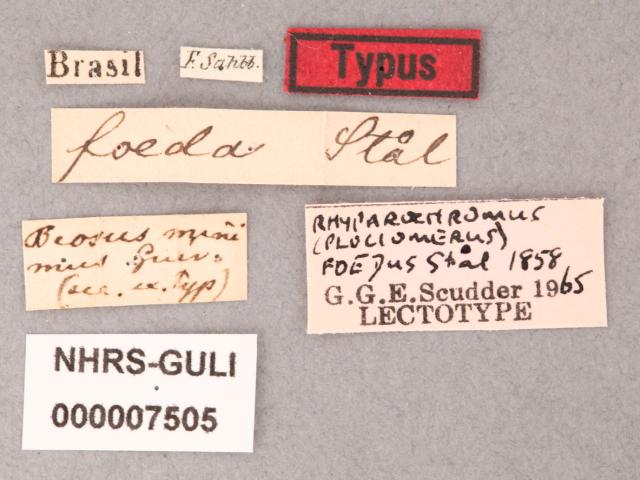 Brasil
F. Sahlb.
Typus
foeda Stål
Beosus mini
mus Guér.
(sec. ex. Typ)
RHYPAROCHROMUS
(PLOCIOMERUS)
FOEDUS Stål 1858
G.G.E.Scudder 1965
LECTOTYPE
NHRS-GULI
000007505